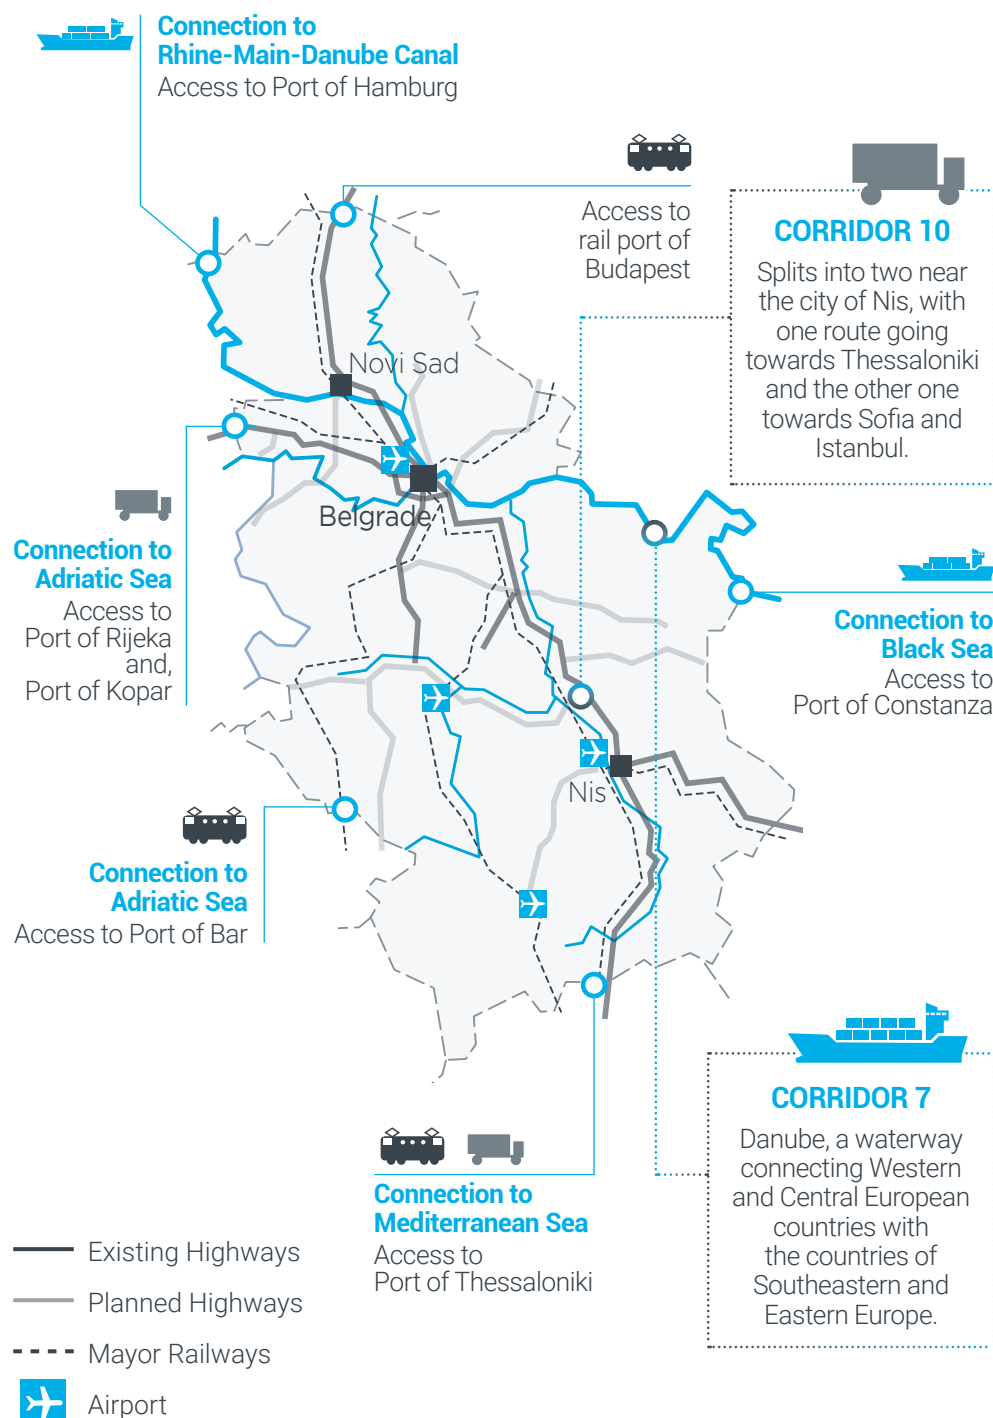 Connection to
Rhine-Main-Danube Canal
Access to Port of Hamburg
Access to
rail port of
Budapest
CORRIDOR 10
Splits into two near
the city of Nis, with
one route going
towards Thessaloniki
and the other one
towards Sofia and
Istanbul.
Novi Sad
Belgrade
Connection to
Adriatic Sea
Access to
Port of Rijeka
and,
Port of Kopar
Connection to
Black Sea
Access to
Port of Constanza
Nis
Connection to
Adriatic Sea
Access to Port of Bar
CORRIDOR 7
Danube, a waterway
connecting Western
and Central European
countries with
the countries of
Southeastern and
Eastern Europe.
Connection to
Mediterranean Sea
Access to
Port of Thessaloniki
Existing Highways
Planned Highways
Mayor Railways
Airport